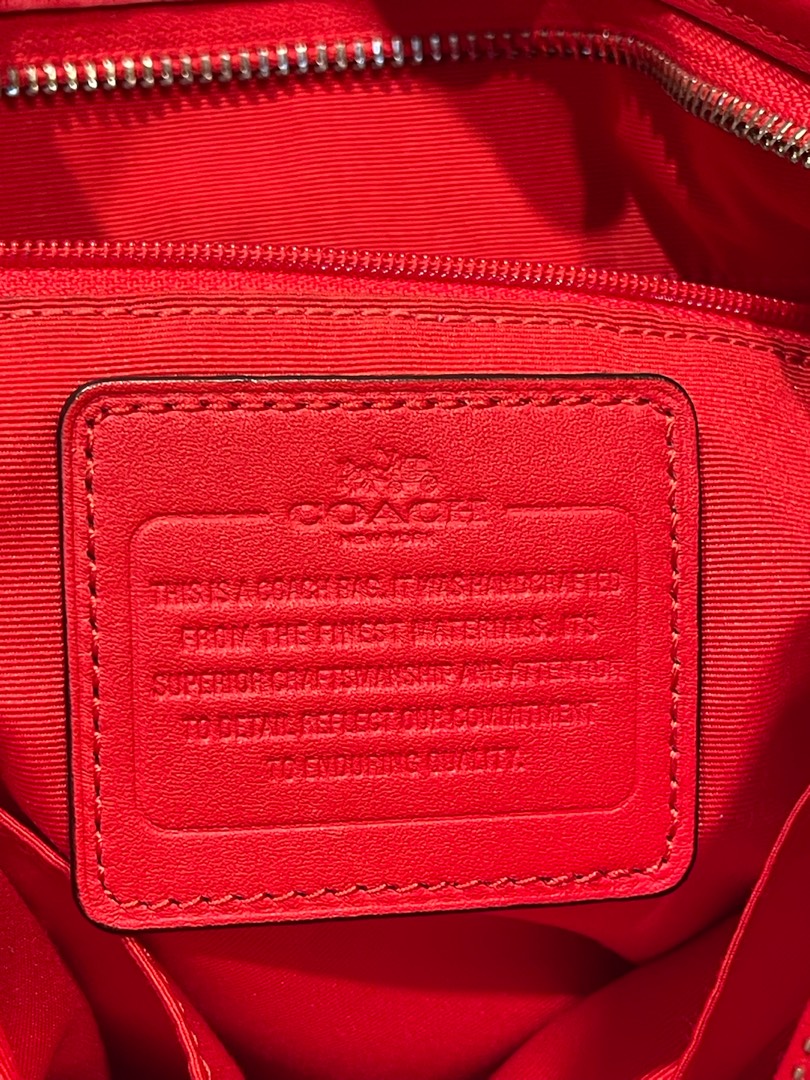 COACH
NEW YORK
THIS IS A COACH BAG. IT WAS HANDCRAFTED
FROM THE FINEST MATERIALS. ITS
SUPERIOR CRAFTSMANSHIP AND ATTENTION
TO DETAIL REFLECT OUR COMMITMENT
TO ENDURING QUALITY.